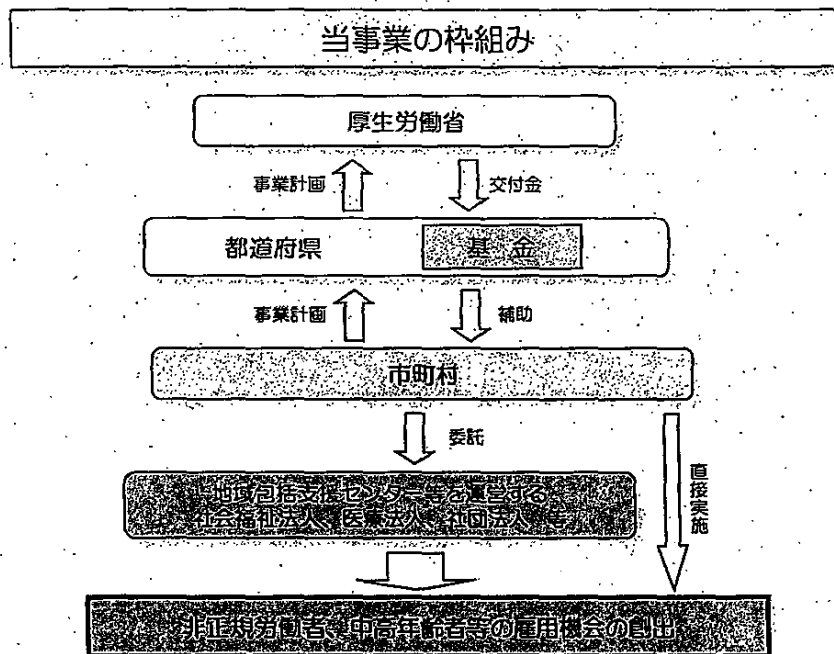 当事業の枠組み
厚生労働省
事業計画
交付金
都道府県
基金
事業計画
補助
市町村
委託
直接実施
地域包括支援センター等を運営する
社会福祉法人、医療法人、社団法人 等
非正規労働者、中高年齢者等の雇用機会の創出